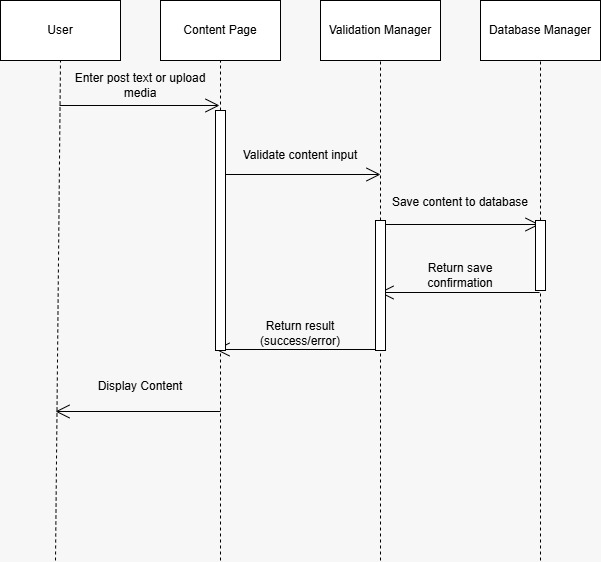 User
Content Page
Validation Manager
Database Manager
Enter post text or upload
media
Validate content input
Save content to database
Return save
confirmation
Return result
(success/error)
Display Content